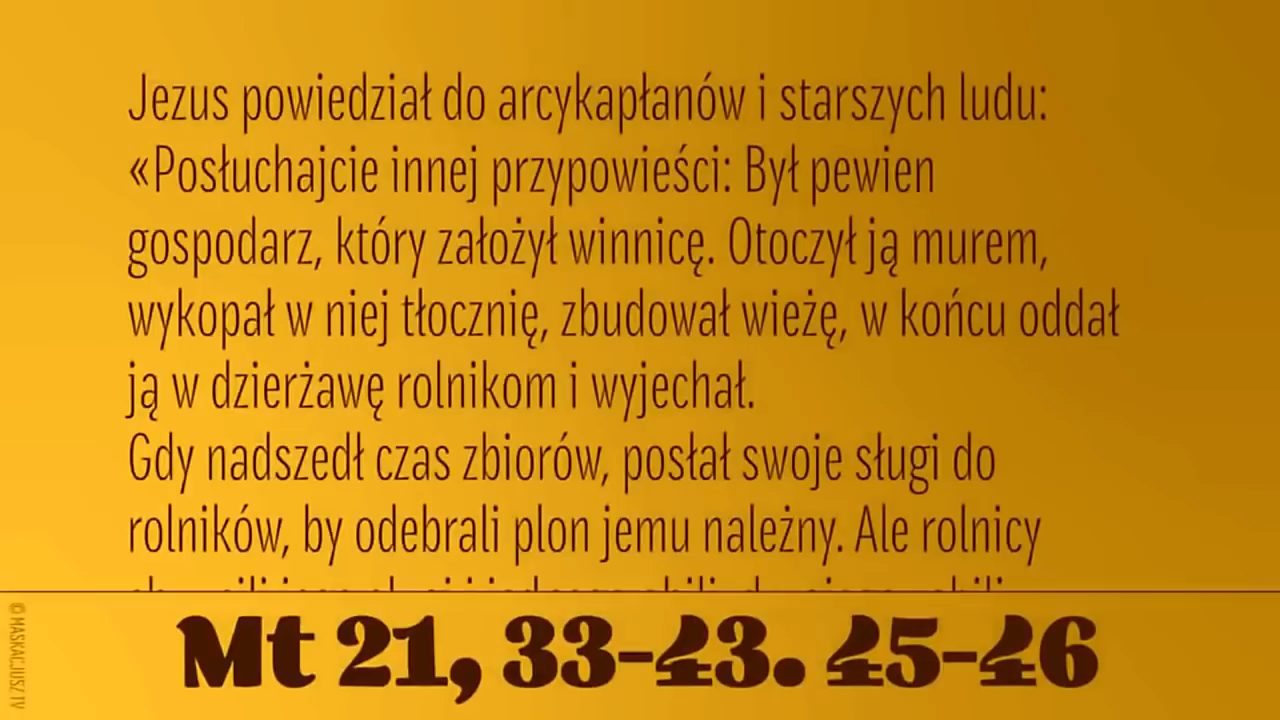 Jezus powiedział do arcykapłanów i starszych ludu:
«Posłuchajcie innej przypowieści: Był pewien
gospodarz, który założył winnicę. Otoczył ją murem,
wykopał w niej tłocznię, zbudował wieżę, w końcu oddał
ją w dzierżawę rolnikom i wyjechał.
Gdy nadszedł czas zbiorów, posłał swoje sługi do
rolników, by odebrali plon jemu należny. Ale rolnicy
Mt 21, 33-43. 45-46
© MASKACJUSZ TV